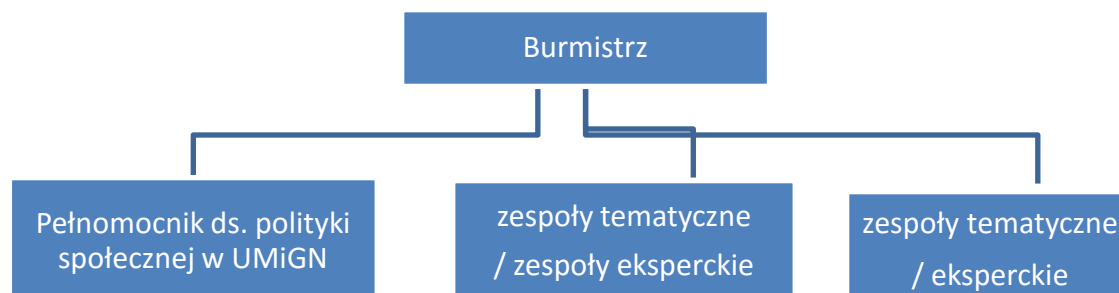 Burmistrz
Pełnomocnik ds. polityki
społecznej w UMiGN
zespoły tematyczne
/ zespoły eksperckie
zespoły tematyczne
/ eksperckie